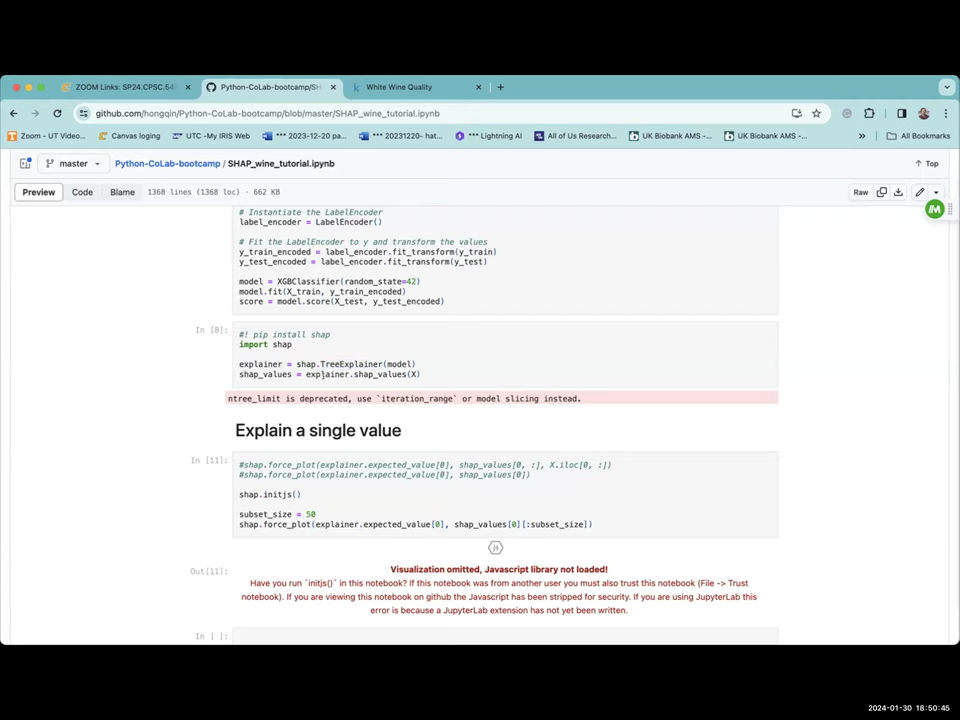 ZOOM Links: SP24.CPSC.54
Python-CoLab-bootcamp/SH
White Wine Quality
github.com/hongqin/Python-CoLab-bootcamp/blob/master/SHAP_wine_tutorial.ipynb
Zoom - UT Video...
Canvas loging
UTC -My IRIS Web
*** 2023-12-20 pa...
*** 20231220- hat...
Lightning AI
All of Us Research...
UK Biobank AMS -...
UK Biobank AMS -...
»
All Bookmarks
master
Python-CoLab-bootcamp / SHAP_wine_tutorial.ipynb
Top
Preview
Code
Blame
1368 lines (1368 loc) · 662 KB
Raw
# Instantiate the LabelEncoder
label_encoder = LabelEncoder()
# Fit the LabelEncoder to y and transform the values
y_train_encoded = label_encoder.fit_transform(y_train)
y_test_encoded = label_encoder.fit_transform(y_test)
model = XGBClassifier(random_state=42)
model.fit(X_train, y_train_encoded)
score = model.score(X_test, y_test_encoded)
In [8]:
#! pip install shap
import shap
explainer = shap.TreeExplainer(model)
shap_values = explainer.shap_values(X)
ntree_limit is deprecated, use `iteration_range` or model slicing instead.
Explain a single value
In [11]:
#shap.force_plot(explainer.expected_value[0], shap_values[0, :], X.iloc[0, :])
#shap.force_plot(explainer.expected_value[0], shap_values[0])
shap.initjs()
subset_size = 50
shap.force_plot(explainer.expected_value[0], shap_values[0][:subset_size])
js
Out[11]:
Visualization omitted, Javascript library not loaded!
Have you run `initjs()` in this notebook? If this notebook was from another user you must also trust this notebook (File -> Trust
notebook). If you are viewing this notebook on github the Javascript has been stripped for security. If you are using JupyterLab this
error is because a JupyterLab extension has not yet been written.
In [ ]:
2024-01-30 18:50:45